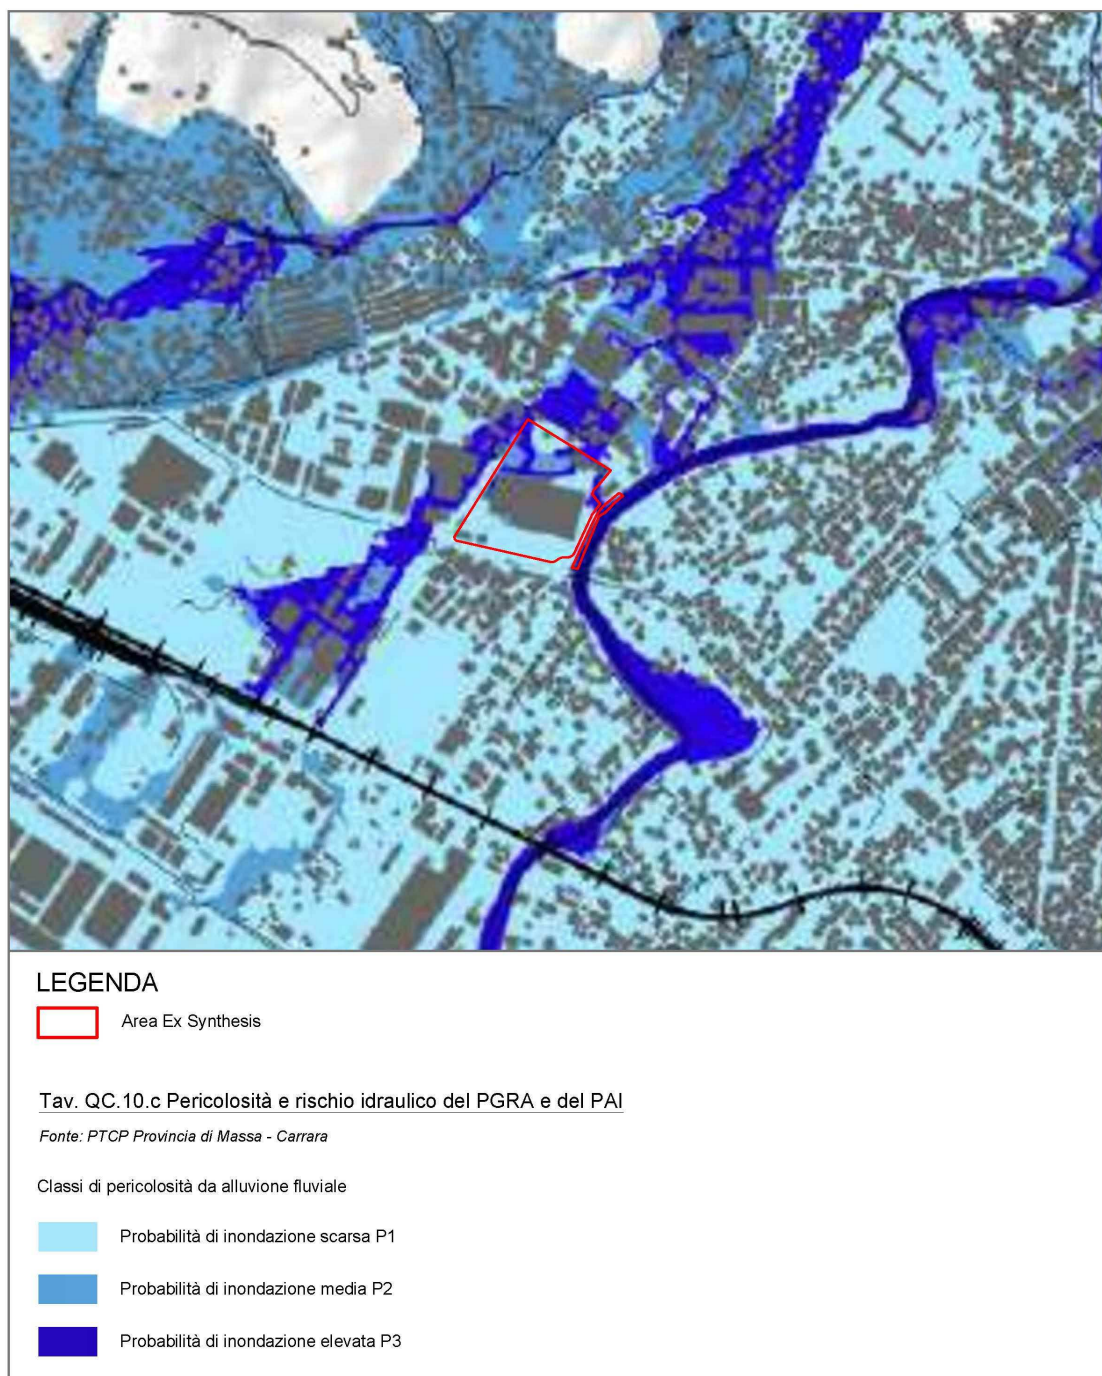 LEGENDA
Area Ex Synthesis
Tav. QC.10.c Pericolosità e rischio idraulico del PGRA e del PAI
Fonte: PTCP Provincia di Massa - Carrara
Classi di pericolosità da alluvione fluviale
Probabilità di inondazione scarsa P1
Probabilità di inondazione media P2
Probabilità di inondazione elevata P3